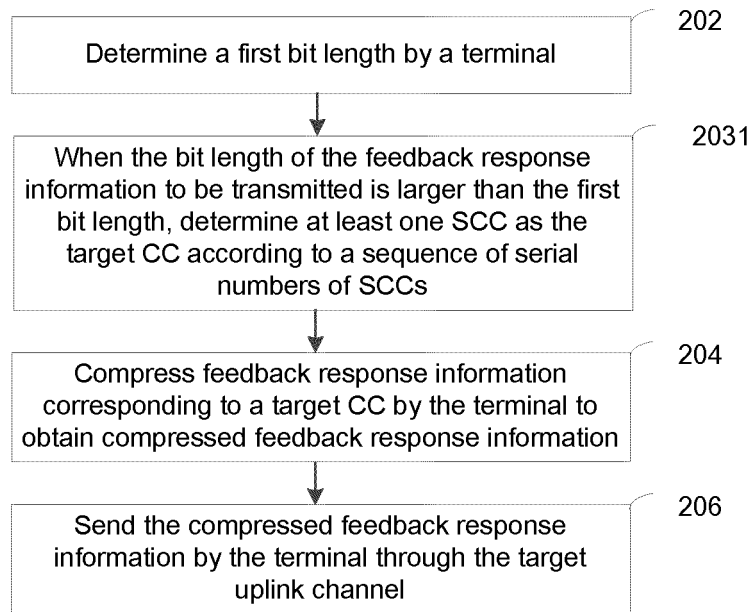 202
Determine a first bit length by a terminal
2031
When the bit length of the feedback response
information to be transmitted is larger than the first
bit length, determine at least one SCC as the
target CC according to a sequence of serial
numbers of SCCs
204
Compress feedback response information
corresponding to a target CC by the terminal to
obtain compressed feedback response information
206
Send the compressed feedback response
information by the terminal through the target
uplink channel